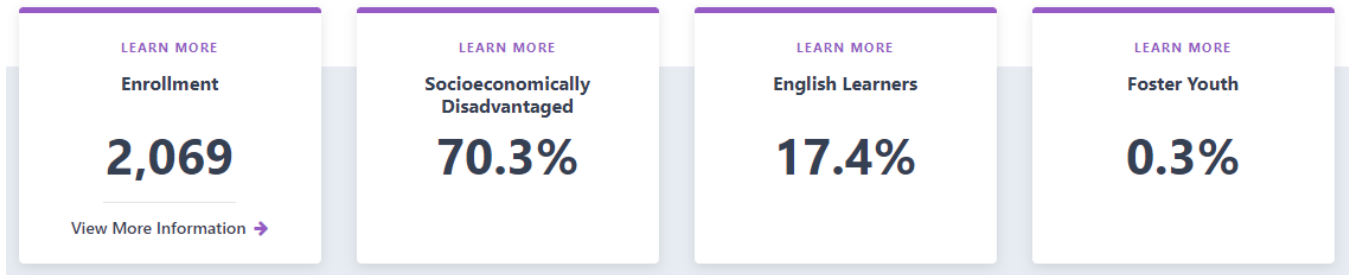 LEARN MORE
Enrollment
2,069
View More Information
LEARN MORE
Socioeconomically
Disadvantaged
70.3%
LEARN MORE
English Learners
17.4%
LEARN MORE
Foster Youth
0.3%